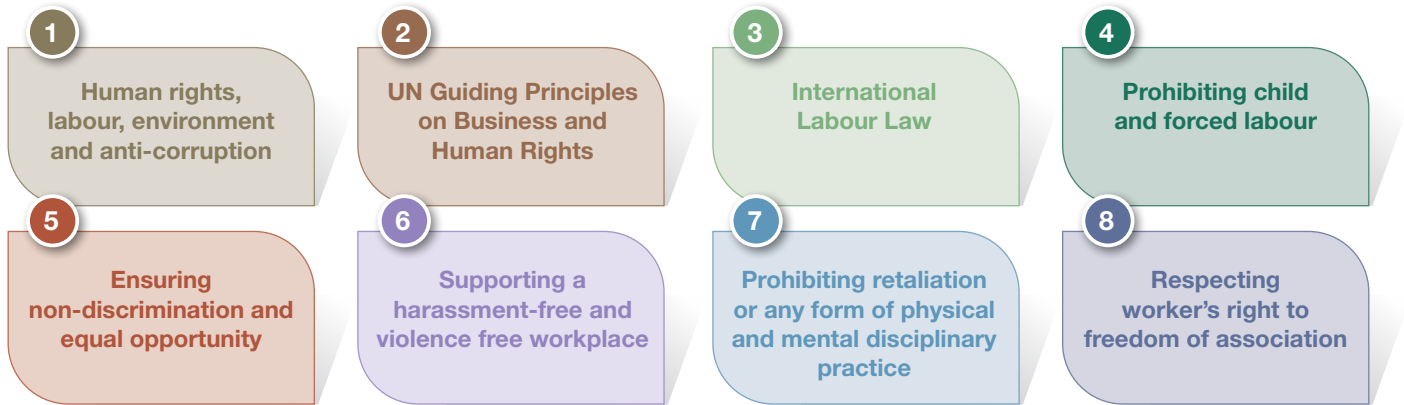 1
Human rights,
labour, environment
and anti-corruption
2
UN Guiding Principles
on Business and
Human Rights
3
International
Labour Law
4
Prohibiting child
and forced labour
5
Ensuring
non-discrimination and
equal opportunity
6
Supporting a
harassment-free and
violence free workplace
7
Prohibiting retaliation
or any form of physical
and mental disciplinary
practice
8
Respecting
worker’s right to
freedom of association